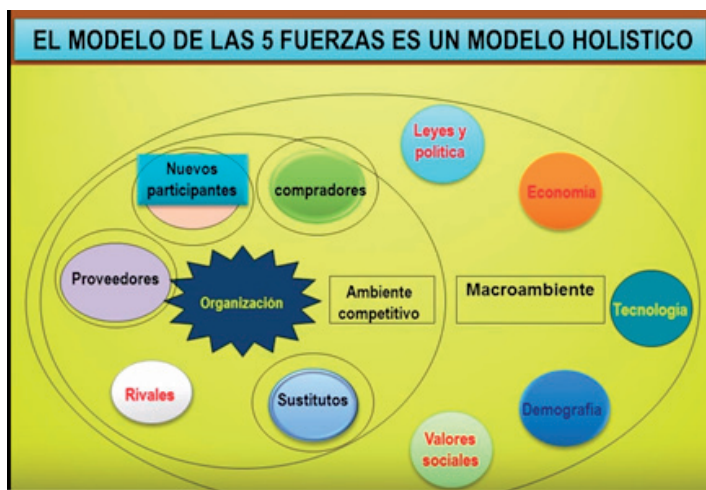 EL MODELO DE LAS 5 FUERZAS ES UN MODELO HOLISTICO
Leyes y
politica
Nuevos
participantes
compradores
Economía
Proveedores
Organización
Ambiente
competitivo
Macroambiente
Tecnología
Rivales
Sustitutos
Demografía
Valores
sociales